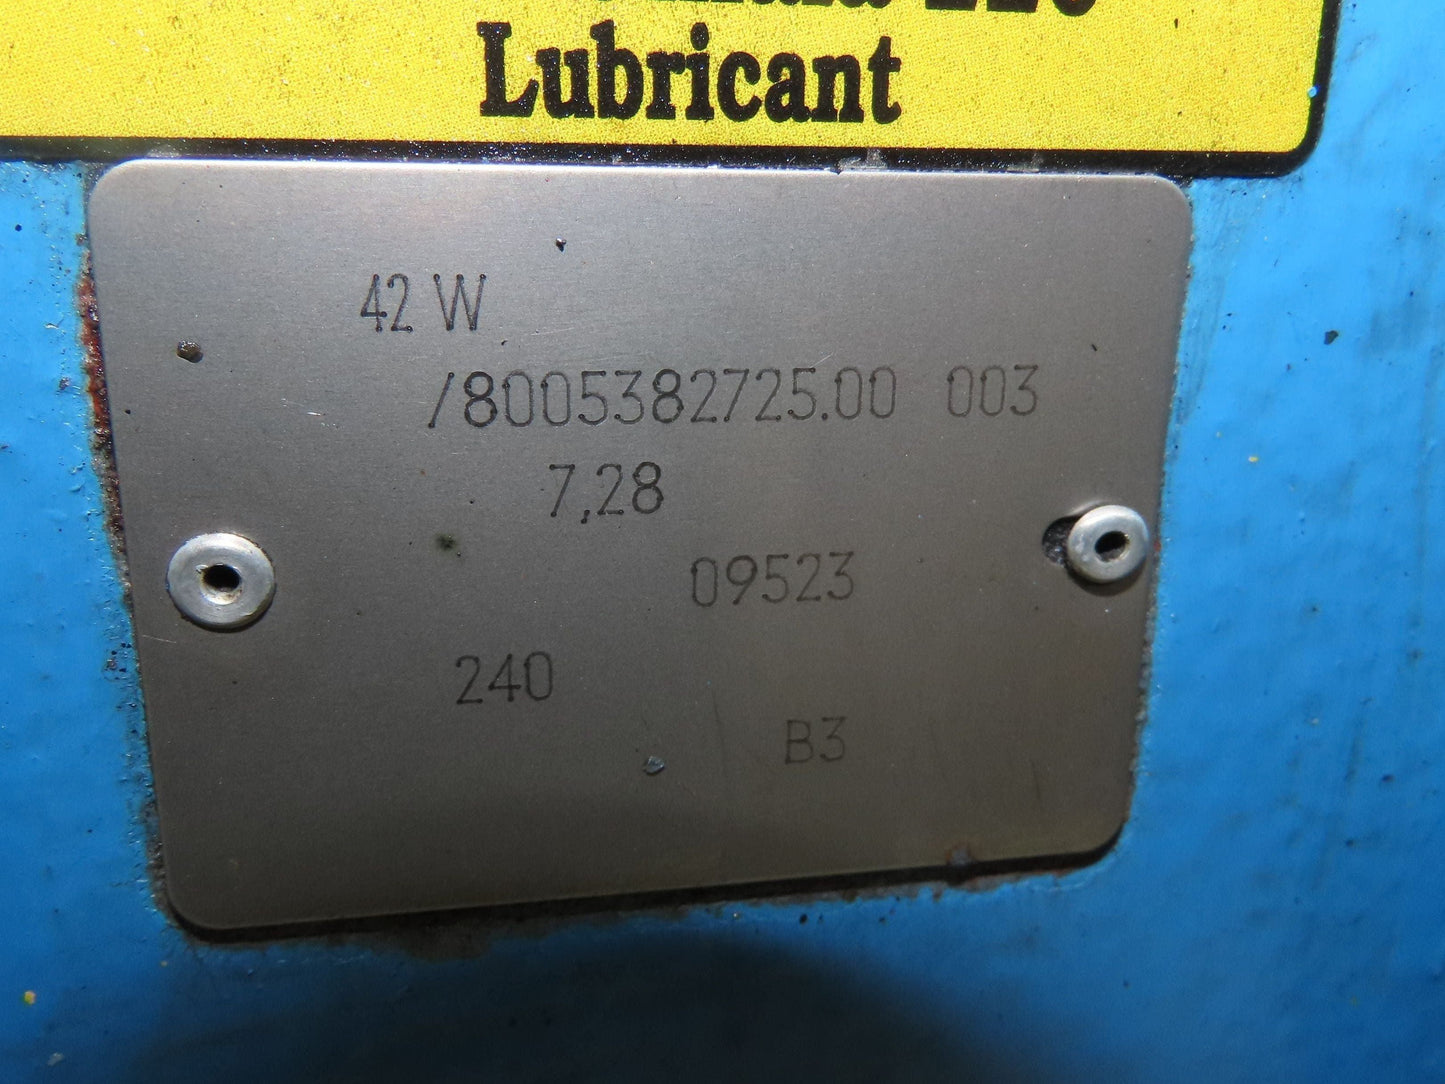 Lubricant
42 W
/8005382725.00 003
7,28
09523
240
B3